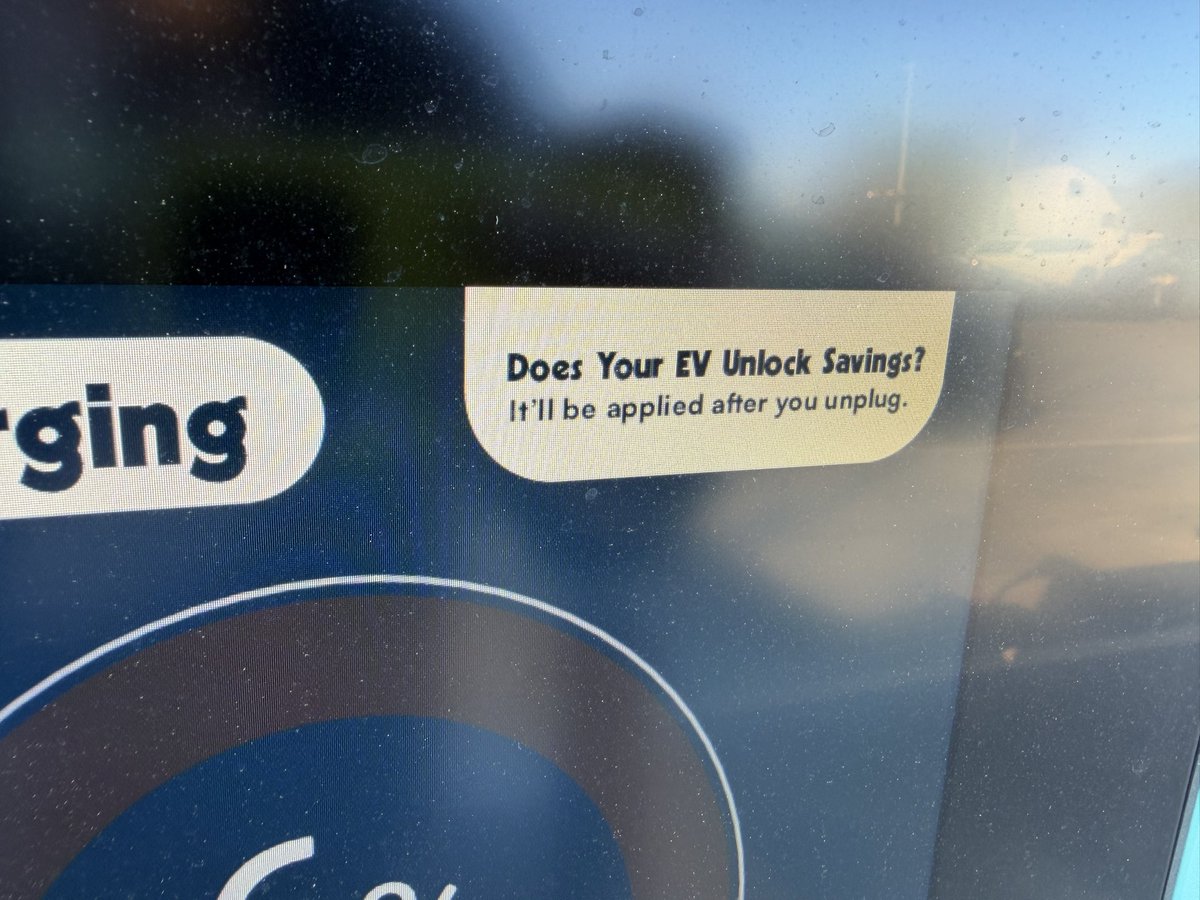 Does Your EV Unlock Savings?
It'll be applied after you unplug.
rging